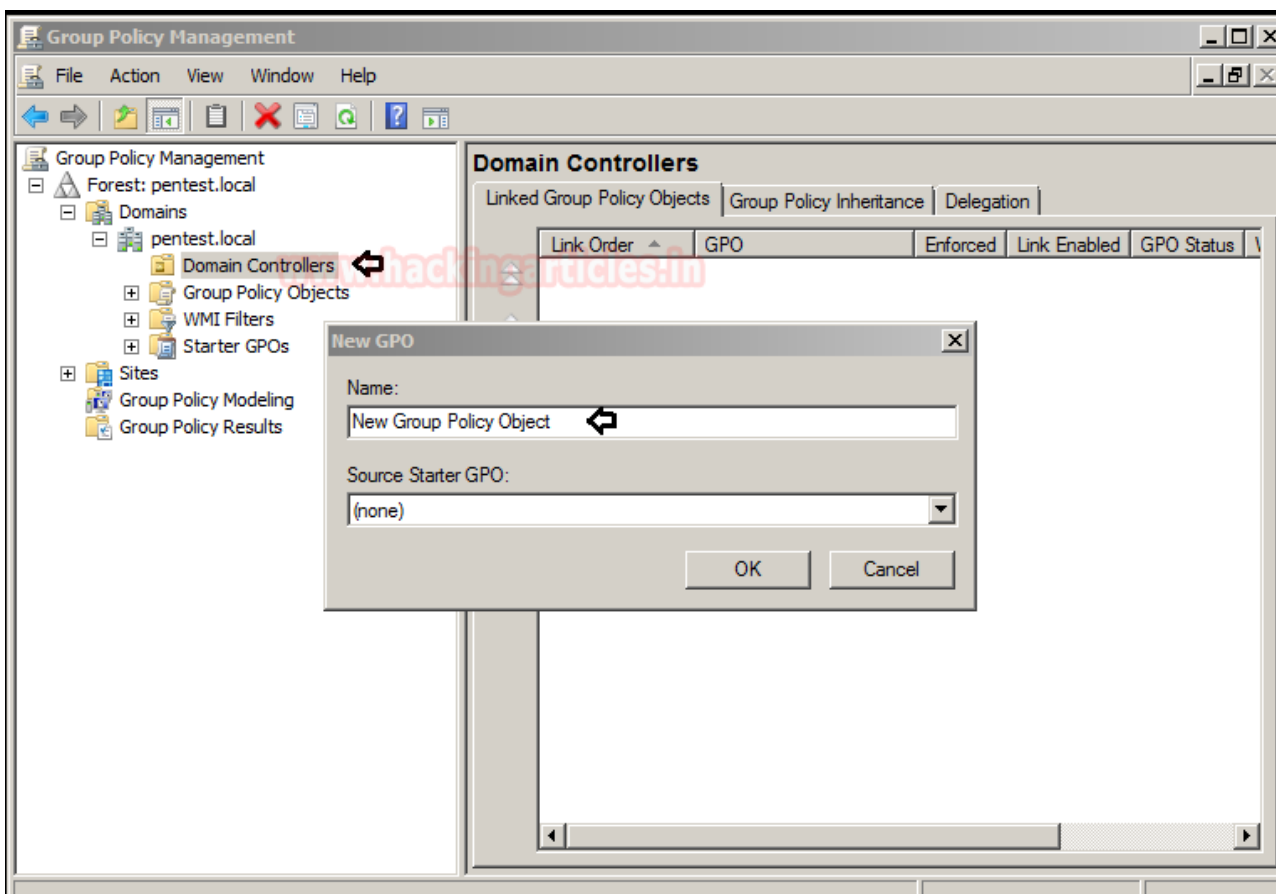 Group Policy Management
File Action View Window Help
Group Policy Management
Forest: pentest.local
Domains
pentest.local
Domain Controllers
Group Policy Objects
WMI Filters
Starter GPOs
Sites
Group Policy Modeling
Group Policy Results
Domain Controllers
Linked Group Policy Objects Group Policy Inheritance Delegation
Link Order GPO Enforced Link Enabled GPO Status
www.hackingarticles.in
New GPO
Name:
New Group Policy Object
Source Starter GPO:
(none)
OK Cancel